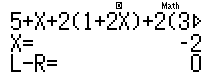 Math
5+X+2(1+2X)+2(3▷
X= -2
L-R= 0